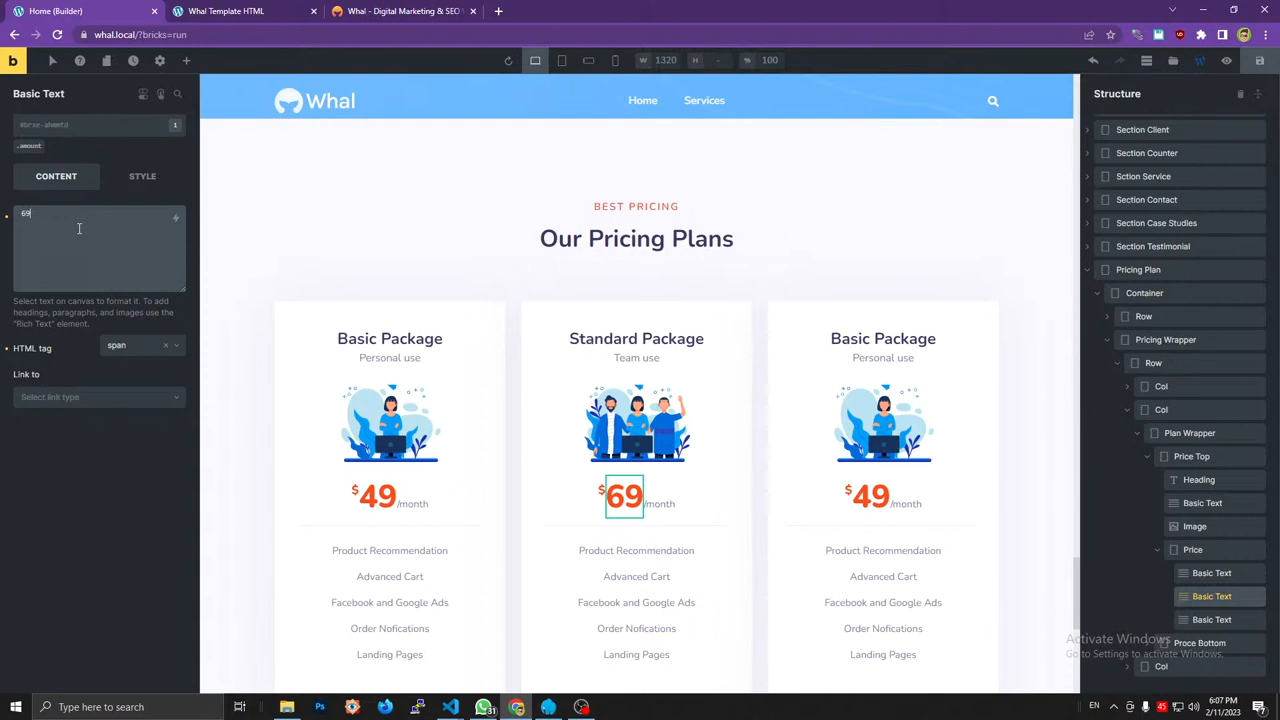 Home (Builder)
Whal Template HTML
Whal – Digital Marketing & SEO
whal.local/?bricks=run
b
W 1320 H - % 100
Basic Text
#brxe-ahwmtd 1
.amount
CONTENT STYLE
69
Select text on canvas to format it. To add
headings, paragraphs, and images use the
"Rich Text" element.
HTML tag span
Link to
Select link type
Whal
Home Services
BEST PRICING
Our Pricing Plans
Basic Package
Personal use
$49/month
Product Recommendation
Advanced Cart
Facebook and Google Ads
Order Nofications
Landing Pages
Standard Package
Team use
$69/month
Product Recommendation
Advanced Cart
Facebook and Google Ads
Order Nofications
Landing Pages
Basic Package
Personal use
$49/month
Product Recommendation
Advanced Cart
Facebook and Google Ads
Order Nofications
Landing Pages
Structure
Section Client
Section Counter
Sction Service
Section Contact
Section Case Studies
Section Testimonial
Pricing Plan
Container
Row
Pricing Wrapper
Row
Col
Col
Plan Wrapper
Price Top
Heading
Basic Text
Image
Price
Basic Text
Basic Text
Basic Text
Proce Bottom
Col
Activate Windows
Go to Settings to activate Windows.
Type here to search
31
EN
45
7:59 PM
2/11/2023